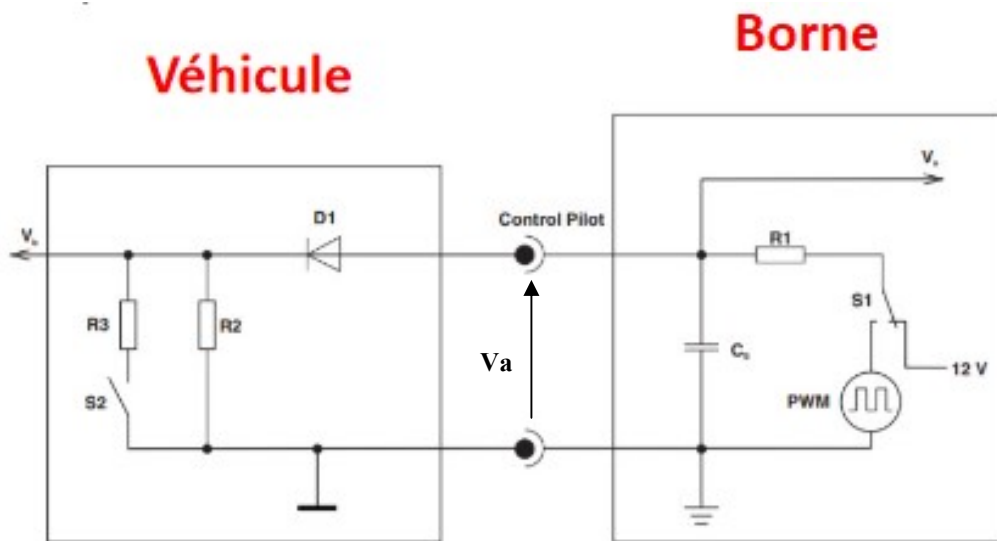 Borne
Véhicule
Control Pilot
D1
R1
S1
R3
R2
S2
Va
12 V
PWM